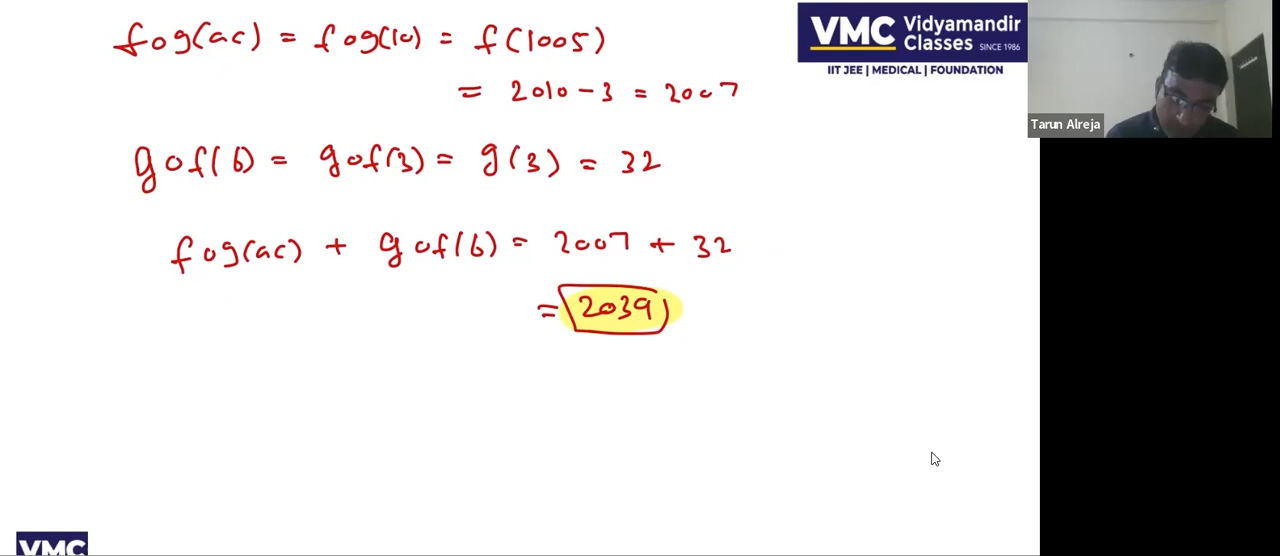 fog(ac) = fog(10) = f(1005)
= 2010 - 3 = 2007
gof(b) = gof(3) = g(3) = 32
fog(ac) + gof(b) = 2007 + 32
= 2039
VMC Vidyamandir Classes SINCE 1986
IIT JEE | MEDICAL | FOUNDATION
Tarun Alreja
VMC